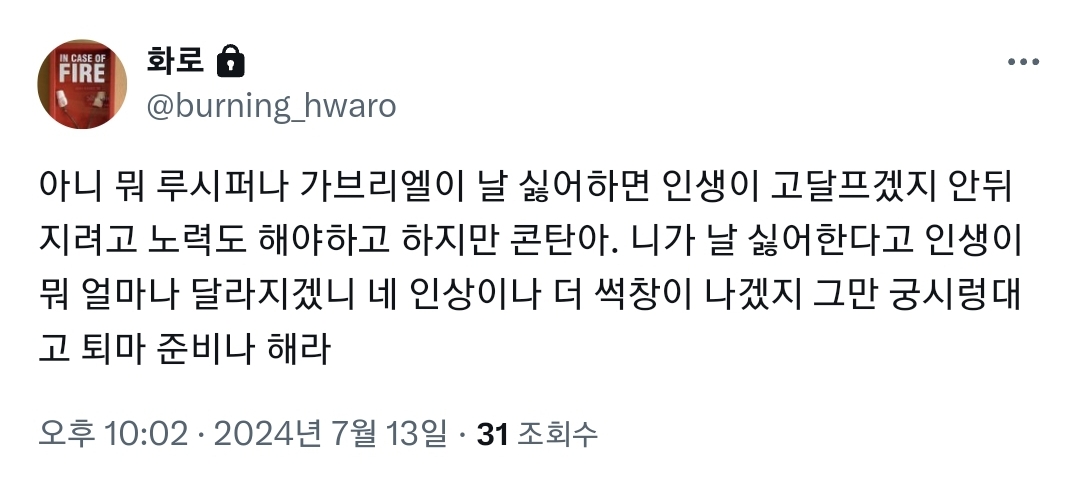 IN CASE OF
FIRE
화로
@burning_hwaro
아니 뭐 루시퍼나 가브리엘이 날 싫어하면 인생이 고달프겠지 안뒤
지려고 노력도 해야하고 하지만 콘탄아. 니가 날 싫어한다고 인생이
뭐 얼마나 달라지겠니 네 인상이나 더 썩창이 나겠지 그만 궁시렁대
고 퇴마 준비나 해라
오후 10:02 · 2024년 7월 13일 · 31 조회수